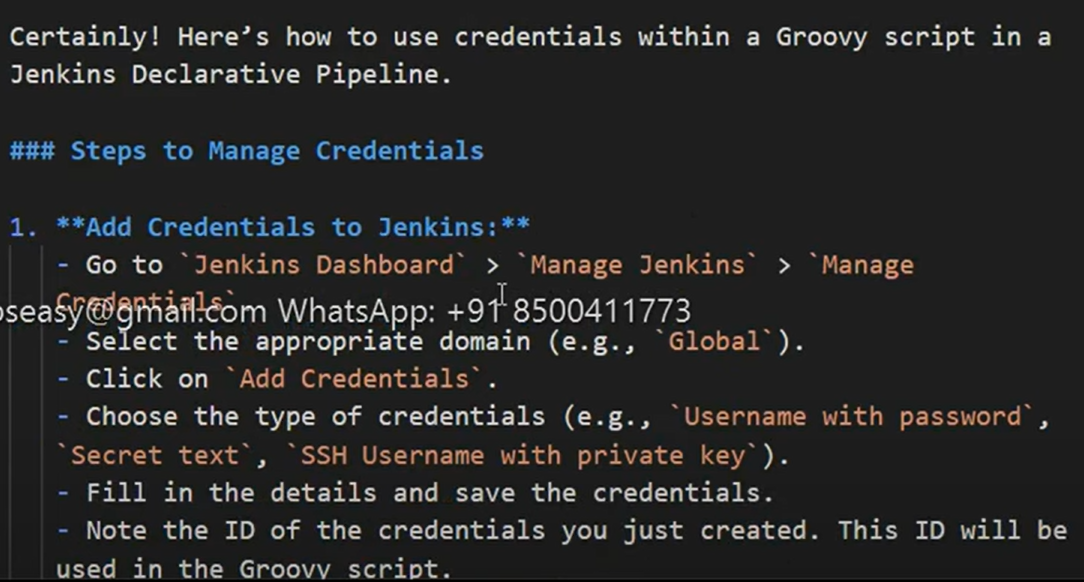 Certainly! Here’s how to use credentials within a Groovy script in a
Jenkins Declarative Pipeline.
### Steps to Manage Credentials
1. **Add Credentials to Jenkins:**
- Go to `Jenkins Dashboard` > `Manage Jenkins` > `Manage
Credentials`
oseasy@gmail.com WhatsApp: +91 8500411773
- Select the appropriate domain (e.g., `Global`).
- Click on `Add Credentials`.
- Choose the type of credentials (e.g., `Username with password`,
`Secret text`, `SSH Username with private key`).
- Fill in the details and save the credentials.
- Note the ID of the credentials you just created. This ID will be
used in the Groovy script.